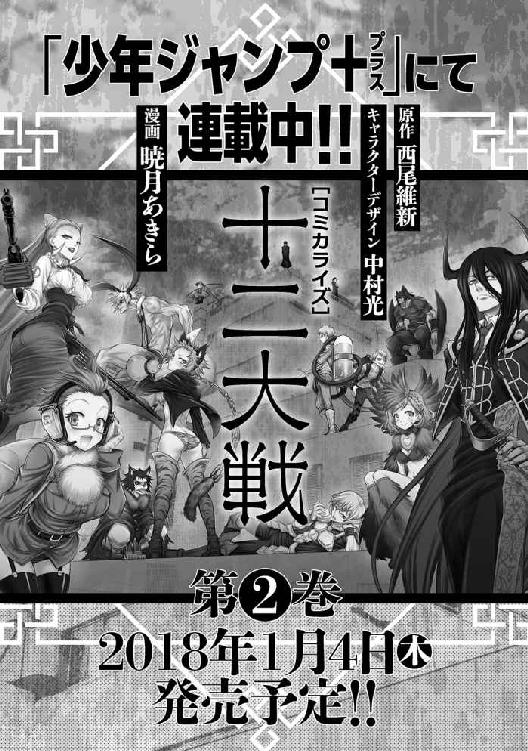 「少年ジャンプ＋プラス」にて
連載中!!
原作 西尾維新
キャラクターデザイン 中村光
漫画 暁月あきら
[コミカライズ]
十二大戦
第2巻
2018年1月4日木
発売予定!!